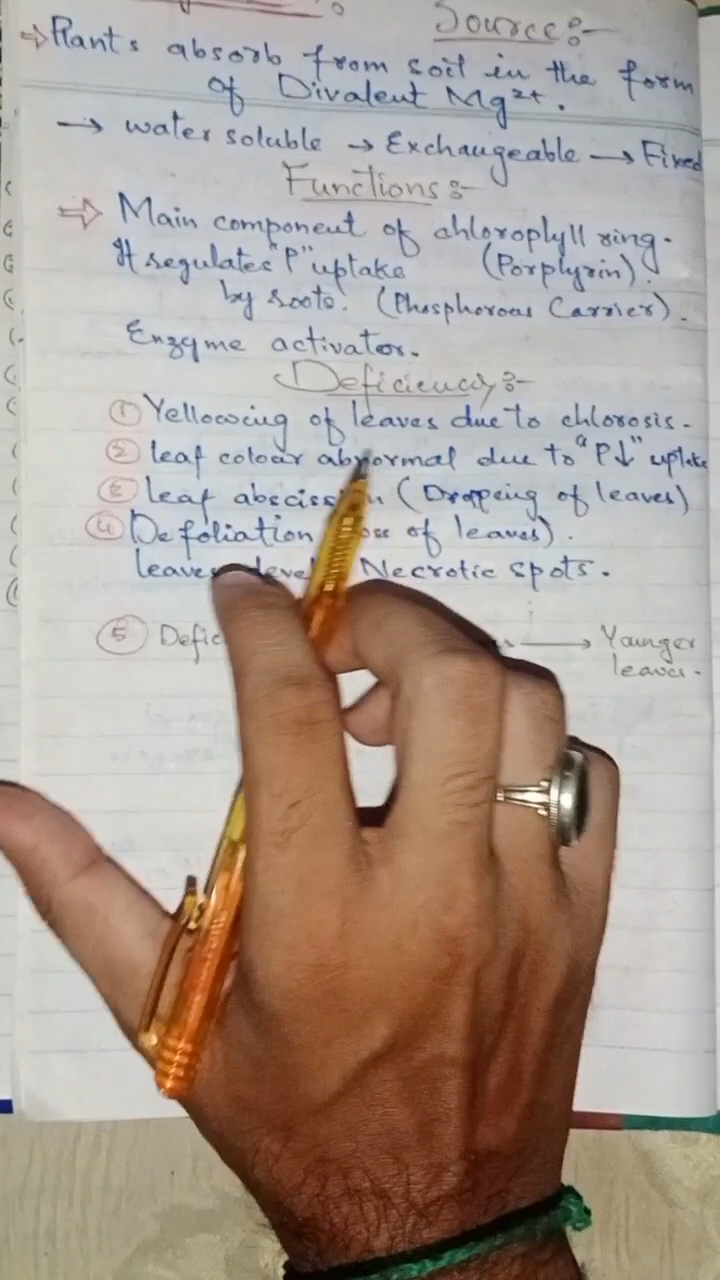 Source:-
⇒ Plants absorb from soil in the form
of Divalent Mg²⁺.
→ water soluble → Exchangeable → Fixed
Functions:-
⇒ Main component of chlorophyll ring.
It regulates "P" uptake (Porplyrin).
by roots. (Phosphorous Carrier).
Enzyme activator.
Deficiency:-
① Yellowing of leaves due to chlorosis.
② leaf colour abnormal due to "P↓" uptake
③ leaf abscission (Dropping of leaves)
④ Defoliation of leaves).
leaves Necrotic spots.
⑤ → Younger
leaves.